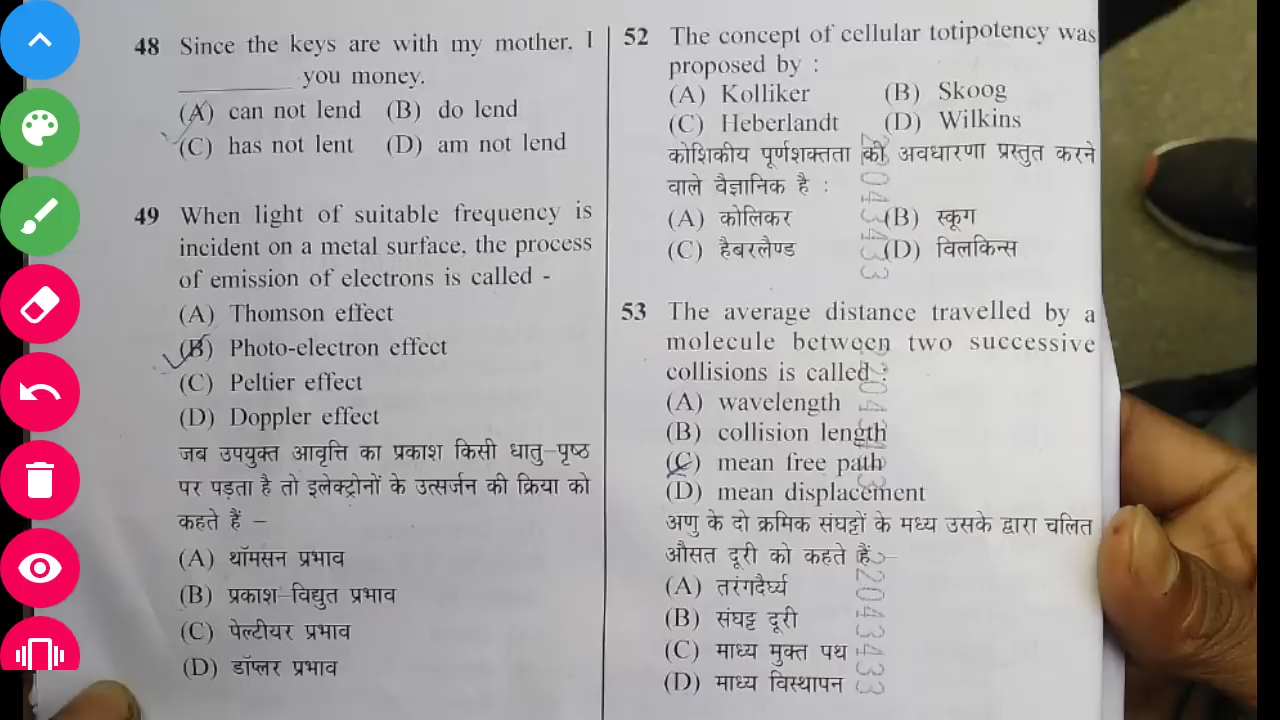 48 Since the keys are with my mother, I
________ you money.
(A) can not lend (B) do lend
(C) has not lent (D) am not lend
49 When light of suitable frequency is
incident on a metal surface, the process
of emission of electrons is called -
(A) Thomson effect
(B) Photo-electron effect
(C) Peltier effect
(D) Doppler effect
जब उपयुक्त आवृत्ति का प्रकाश किसी धातु-पृष्ठ
पर पड़ता है तो इलेक्ट्रोनों के उत्सर्जन की क्रिया को
कहते हैं –
(A) थॉमसन प्रभाव
(B) प्रकाश-विद्युत प्रभाव
(C) पेल्टीयर प्रभाव
(D) डॉप्लर प्रभाव
52 The concept of cellular totipotency was
proposed by :
(A) Kolliker (B) Skoog
(C) Heberlandt (D) Wilkins
कोशिकीय पूर्णशक्तता की अवधारणा प्रस्तुत करने
वाले वैज्ञानिक है :
(A) कोलिकर (B) स्कूग
(C) हैबरलैण्ड (D) विलकिन्स
53 The average distance travelled by a
molecule between two successive
collisions is called :
(A) wavelength
(B) collision length
(C) mean free path
(D) mean displacement
अणु के दो क्रमिक संघट्टों के मध्य उसके द्वारा चलित
औसत दूरी को कहते हैं –
(A) तरंगदैर्ध्य
(B) संघट्ट दूरी
(C) माध्य मुक्त पथ
(D) माध्य विस्थापन